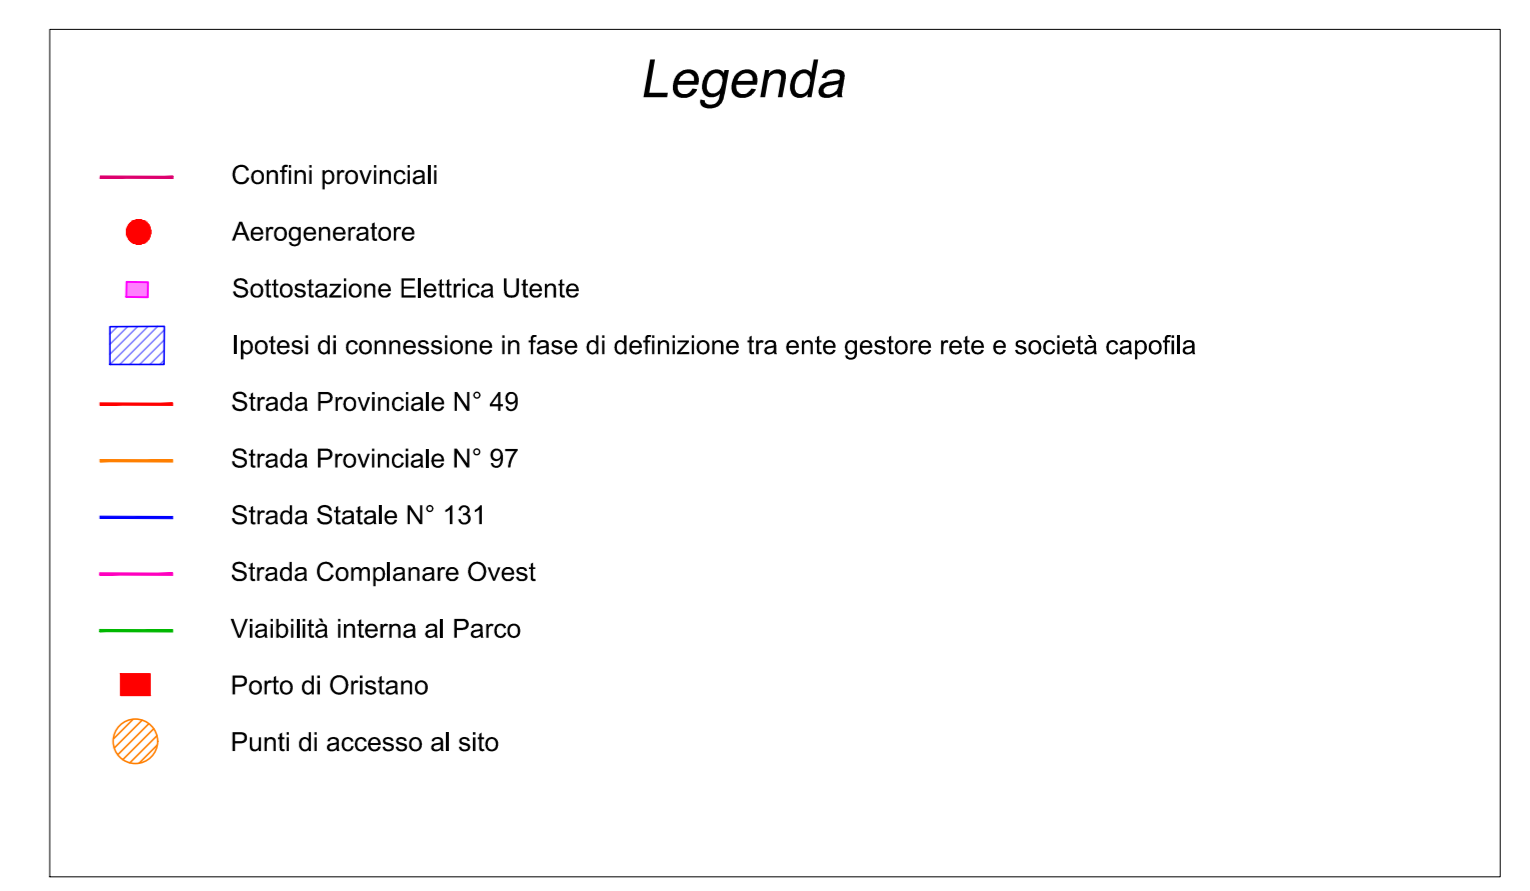 Legenda
Confini provinciali
Aerogeneratore
Sottostazione Elettrica Utente
Ipotesi di connessione in fase di definizione tra ente gestore rete e società capofila
Strada Provinciale N° 49
Strada Provinciale N° 97
Strada Statale N° 131
Strada Complanare Ovest
Viaibilità interna al Parco
Porto di Oristano
Punti di accesso al sito